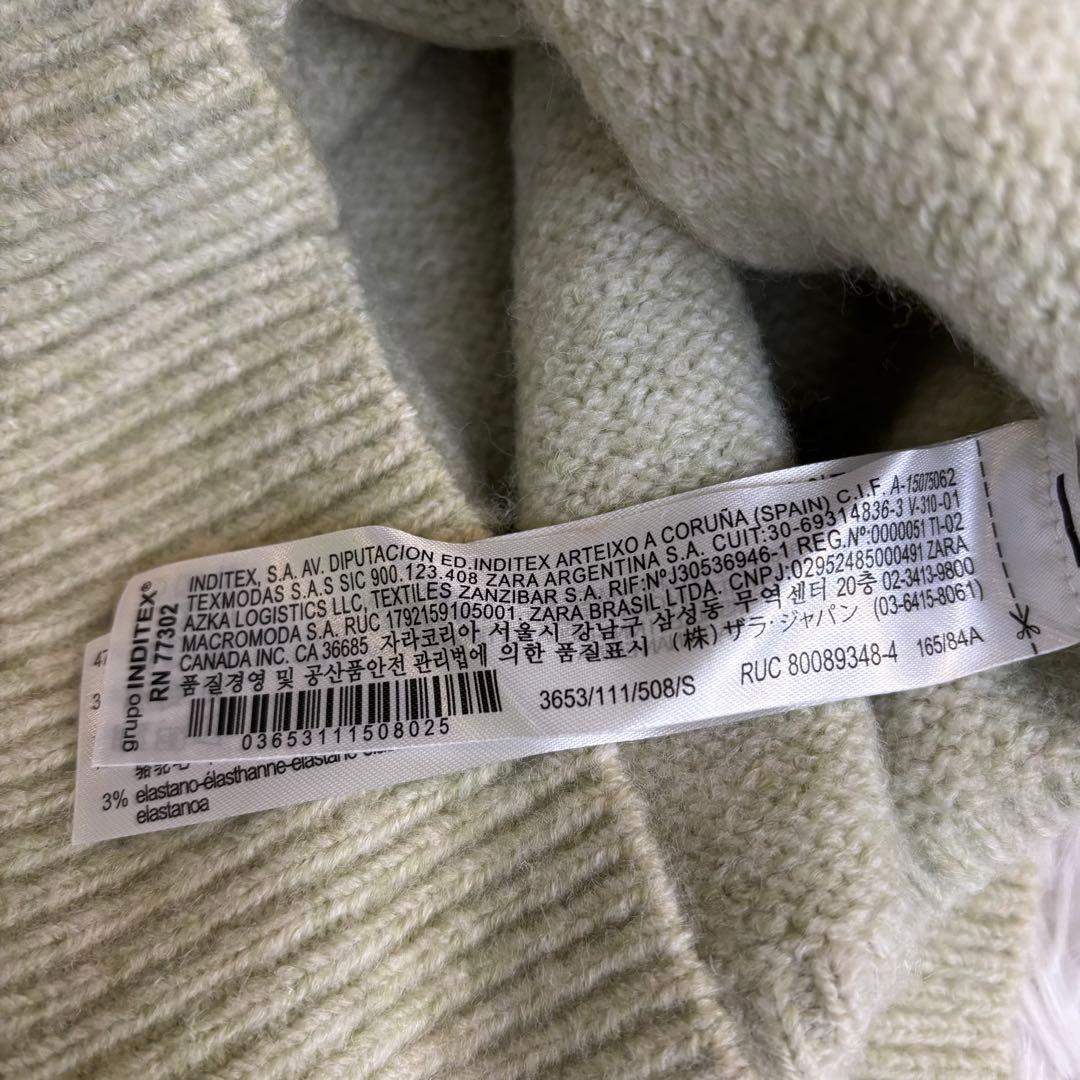 grupo INDITEX®
RN 77302
INDITEX, S.A. AV. DIPUTACION ED.INDITEX ARTEIXO A CORUÑA (SPAIN) C.I.F. A-15075062
TEXMODAS S.A.S SIC 900.123.408 ZARA ARGENTINA S.A. CUIT:30-69314836-3 V-310-01
AZKA LOGISTICS LLC, TEXTILES ZANZIBAR S.A. RIF:NºJ30536946-1 REG.Nº:0000051 TI-02
MACROMODA S.A. RUC 1792159105001 ZARA BRASIL LTDA. CNPJ:02952485000491 ZARA
CANADA INC. CA 36685 자라코리아 서울시 강남구 삼성동 무역센터 20층 02-3413-9800
품질경영 및 공산품안전 관리법에 의한 품질표시 (株) ザラ・ジャパン (03-6415-8061)
3653/111/508/S
RUC 80089348-4
165/84A
03653111508025
47
3
3% elastano-élasthanne-elastane
elastanoa